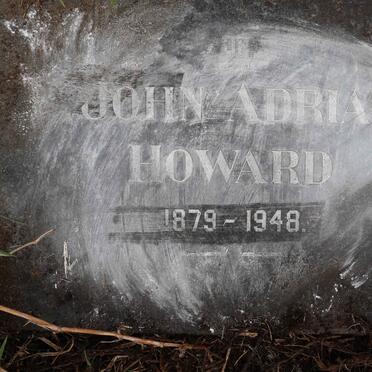 JOHN ADRIA
HOWARD
1879 - 1948